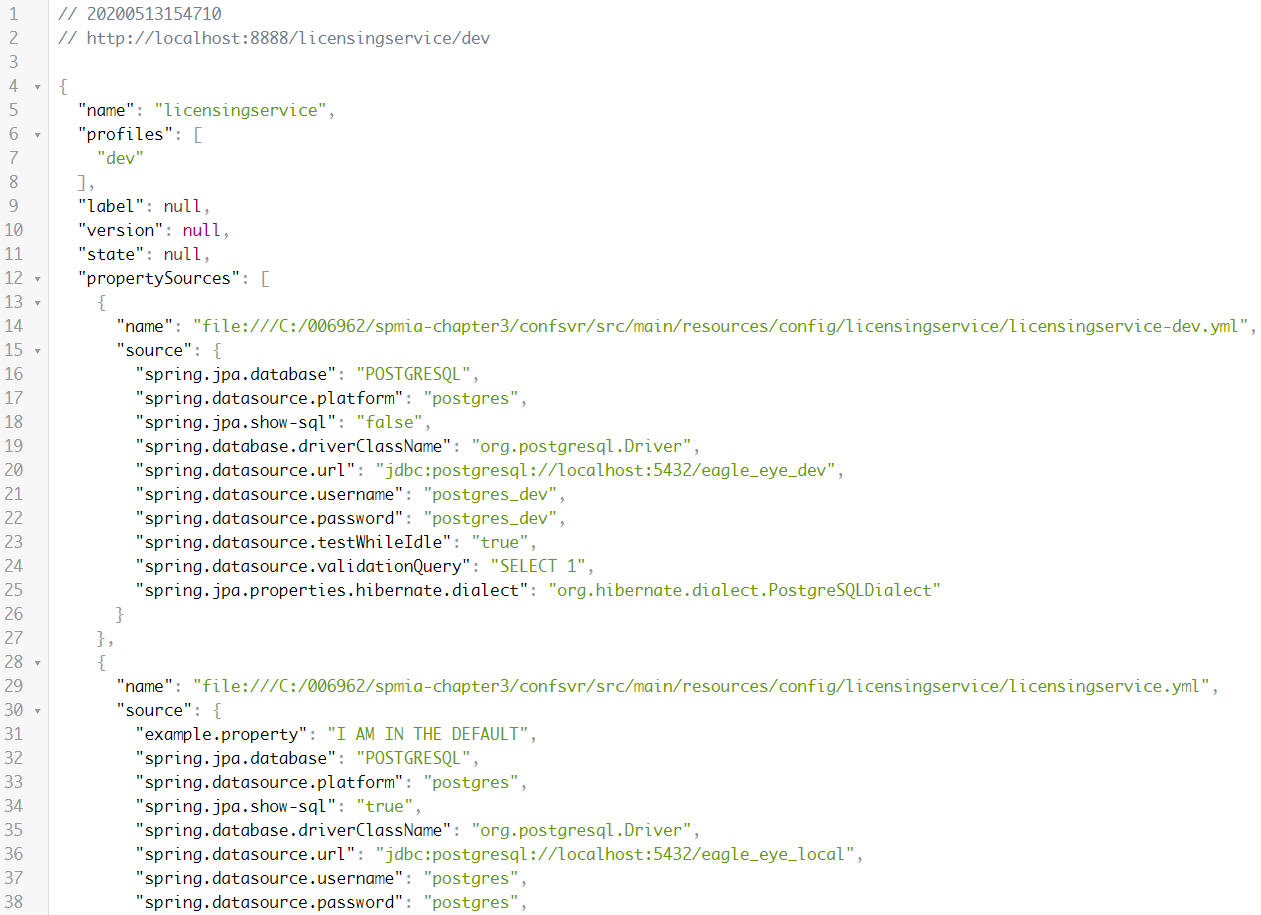 1 // 20200513154710
2 // http://localhost:8888/licensingservice/dev
3
4 {
5 "name": "licensingservice",
6 "profiles": [
7 "dev"
8 ],
9 "label": null,
10 "version": null,
11 "state": null,
12 "propertySources": [
13 {
14 "name": "file:///C:/006962/spmia-chapter3/confsvr/src/main/resources/config/licensingservice/licensingservice-dev.yml",
15 "source": {
16 "spring.jpa.database": "POSTGRESQL",
17 "spring.datasource.platform": "postgres",
18 "spring.jpa.show-sql": "false",
19 "spring.database.driverClassName": "org.postgresql.Driver",
20 "spring.datasource.url": "jdbc:postgresql://localhost:5432/eagle_eye_dev",
21 "spring.datasource.username": "postgres_dev",
22 "spring.datasource.password": "postgres_dev",
23 "spring.datasource.testWhileIdle": "true",
24 "spring.datasource.validationQuery": "SELECT 1",
25 "spring.jpa.properties.hibernate.dialect": "org.hibernate.dialect.PostgreSQLDialect"
26 }
27 },
28 {
29 "name": "file:///C:/006962/spmia-chapter3/confsvr/src/main/resources/config/licensingservice/licensingservice.yml",
30 "source": {
31 "example.property": "I AM IN THE DEFAULT",
32 "spring.jpa.database": "POSTGRESQL",
33 "spring.datasource.platform": "postgres",
34 "spring.jpa.show-sql": "true",
35 "spring.database.driverClassName": "org.postgresql.Driver",
36 "spring.datasource.url": "jdbc:postgresql://localhost:5432/eagle_eye_local",
37 "spring.datasource.username": "postgres",
38 "spring.datasource.password": "postgres",